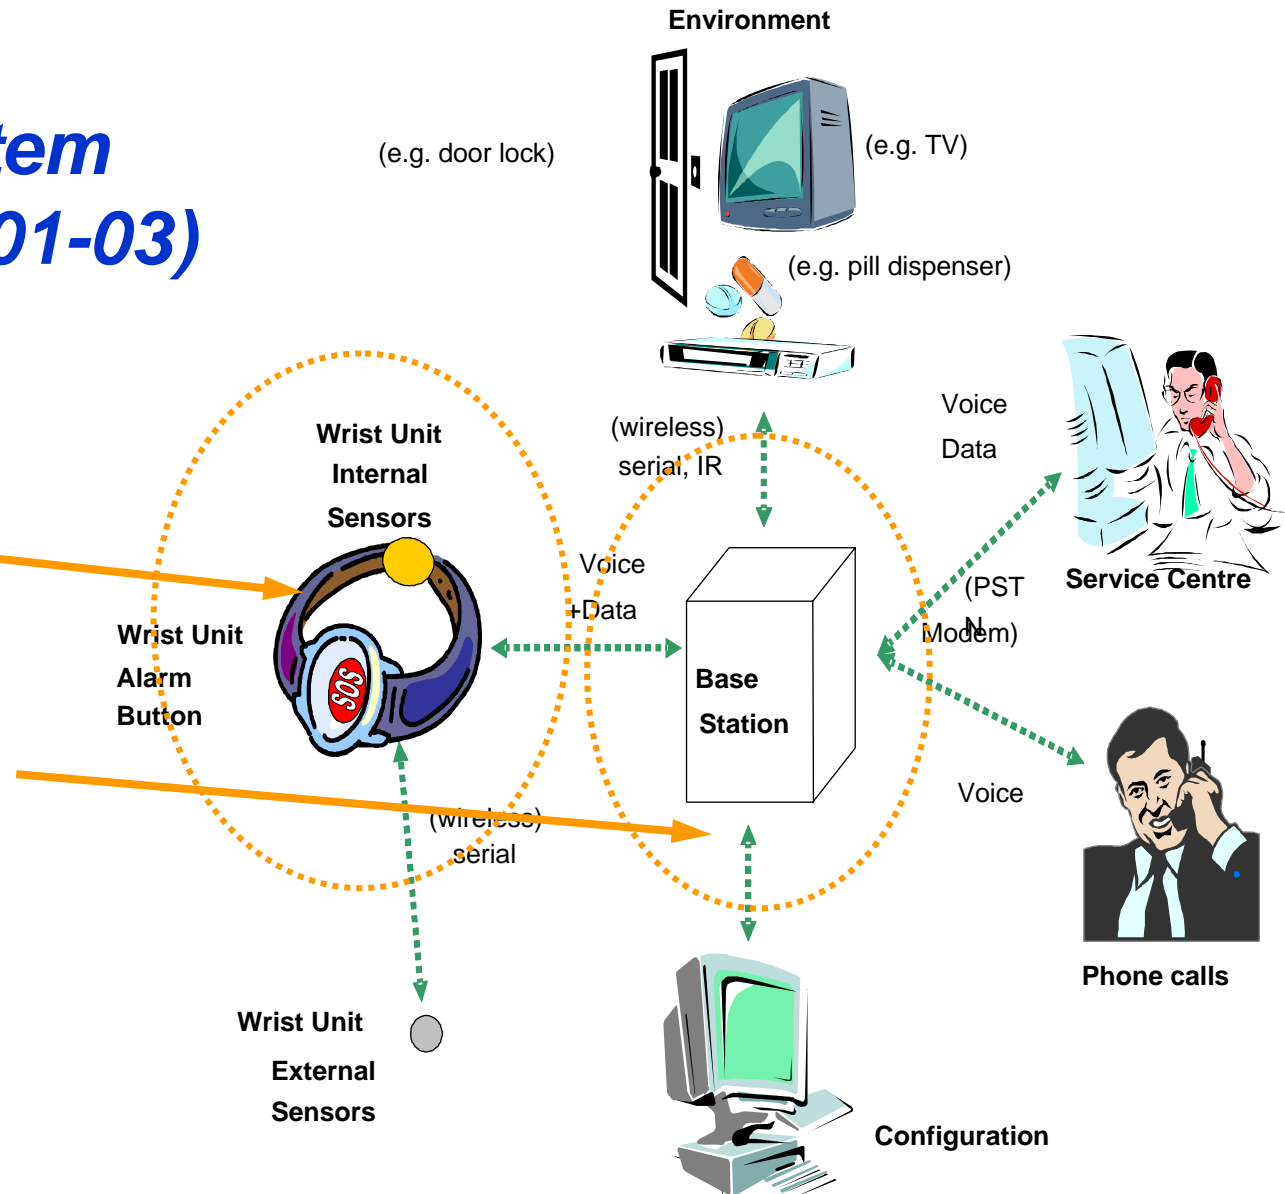 Environment
tem
01-03)
(e.g. door lock)
(e.g. TV)
(e.g. pill dispenser)
Wrist Unit
Internal
Sensors
(wireless)
serial, IR
Voice
Data
Voice
+Data
Service Centre
(PST
N
Modem)
Wrist Unit
Alarm
Button
SOS
Base
Station
Voice
(wireless)
serial
Phone calls
Wrist Unit
External
Sensors
Configuration